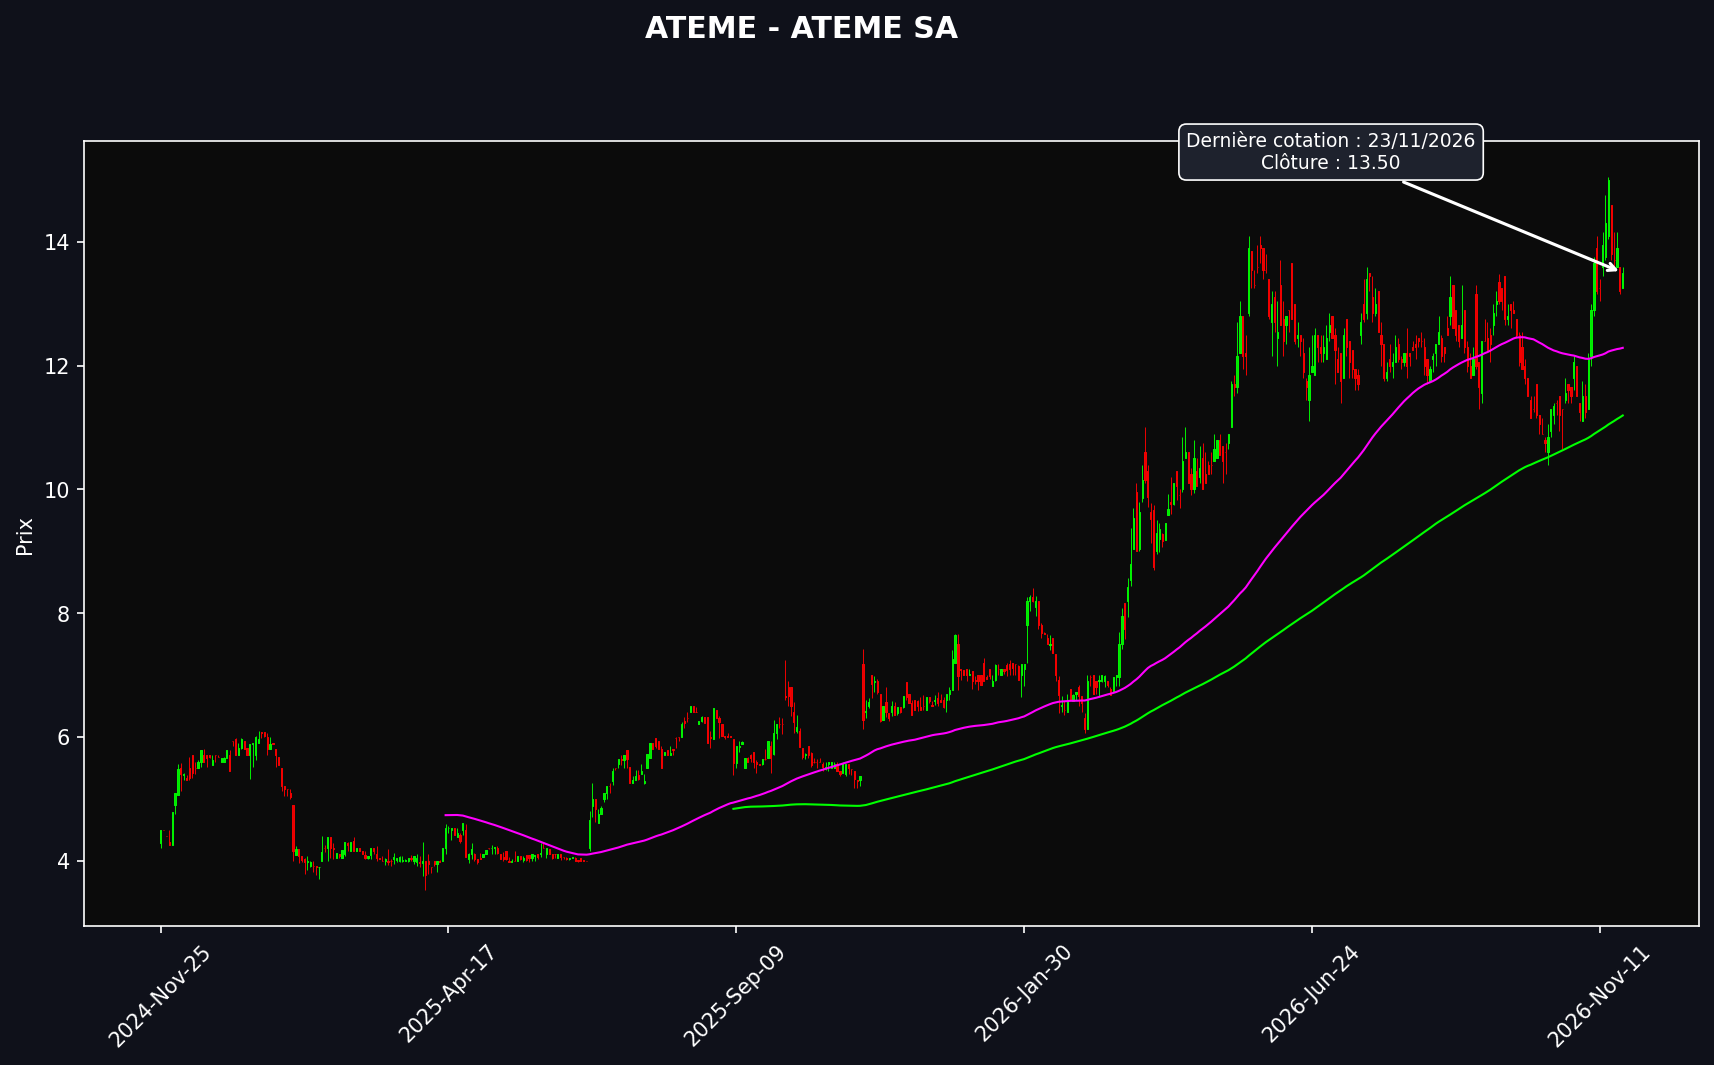 ATEME - ATEME SA
Dernière cotation : 23/11/2026
Clôture : 13.50
Prix
14
12
10
8
6
4
2024-Nov-25
2025-Apr-17
2025-Sep-09
2026-Jan-30
2026-Jun-24
2026-Nov-11